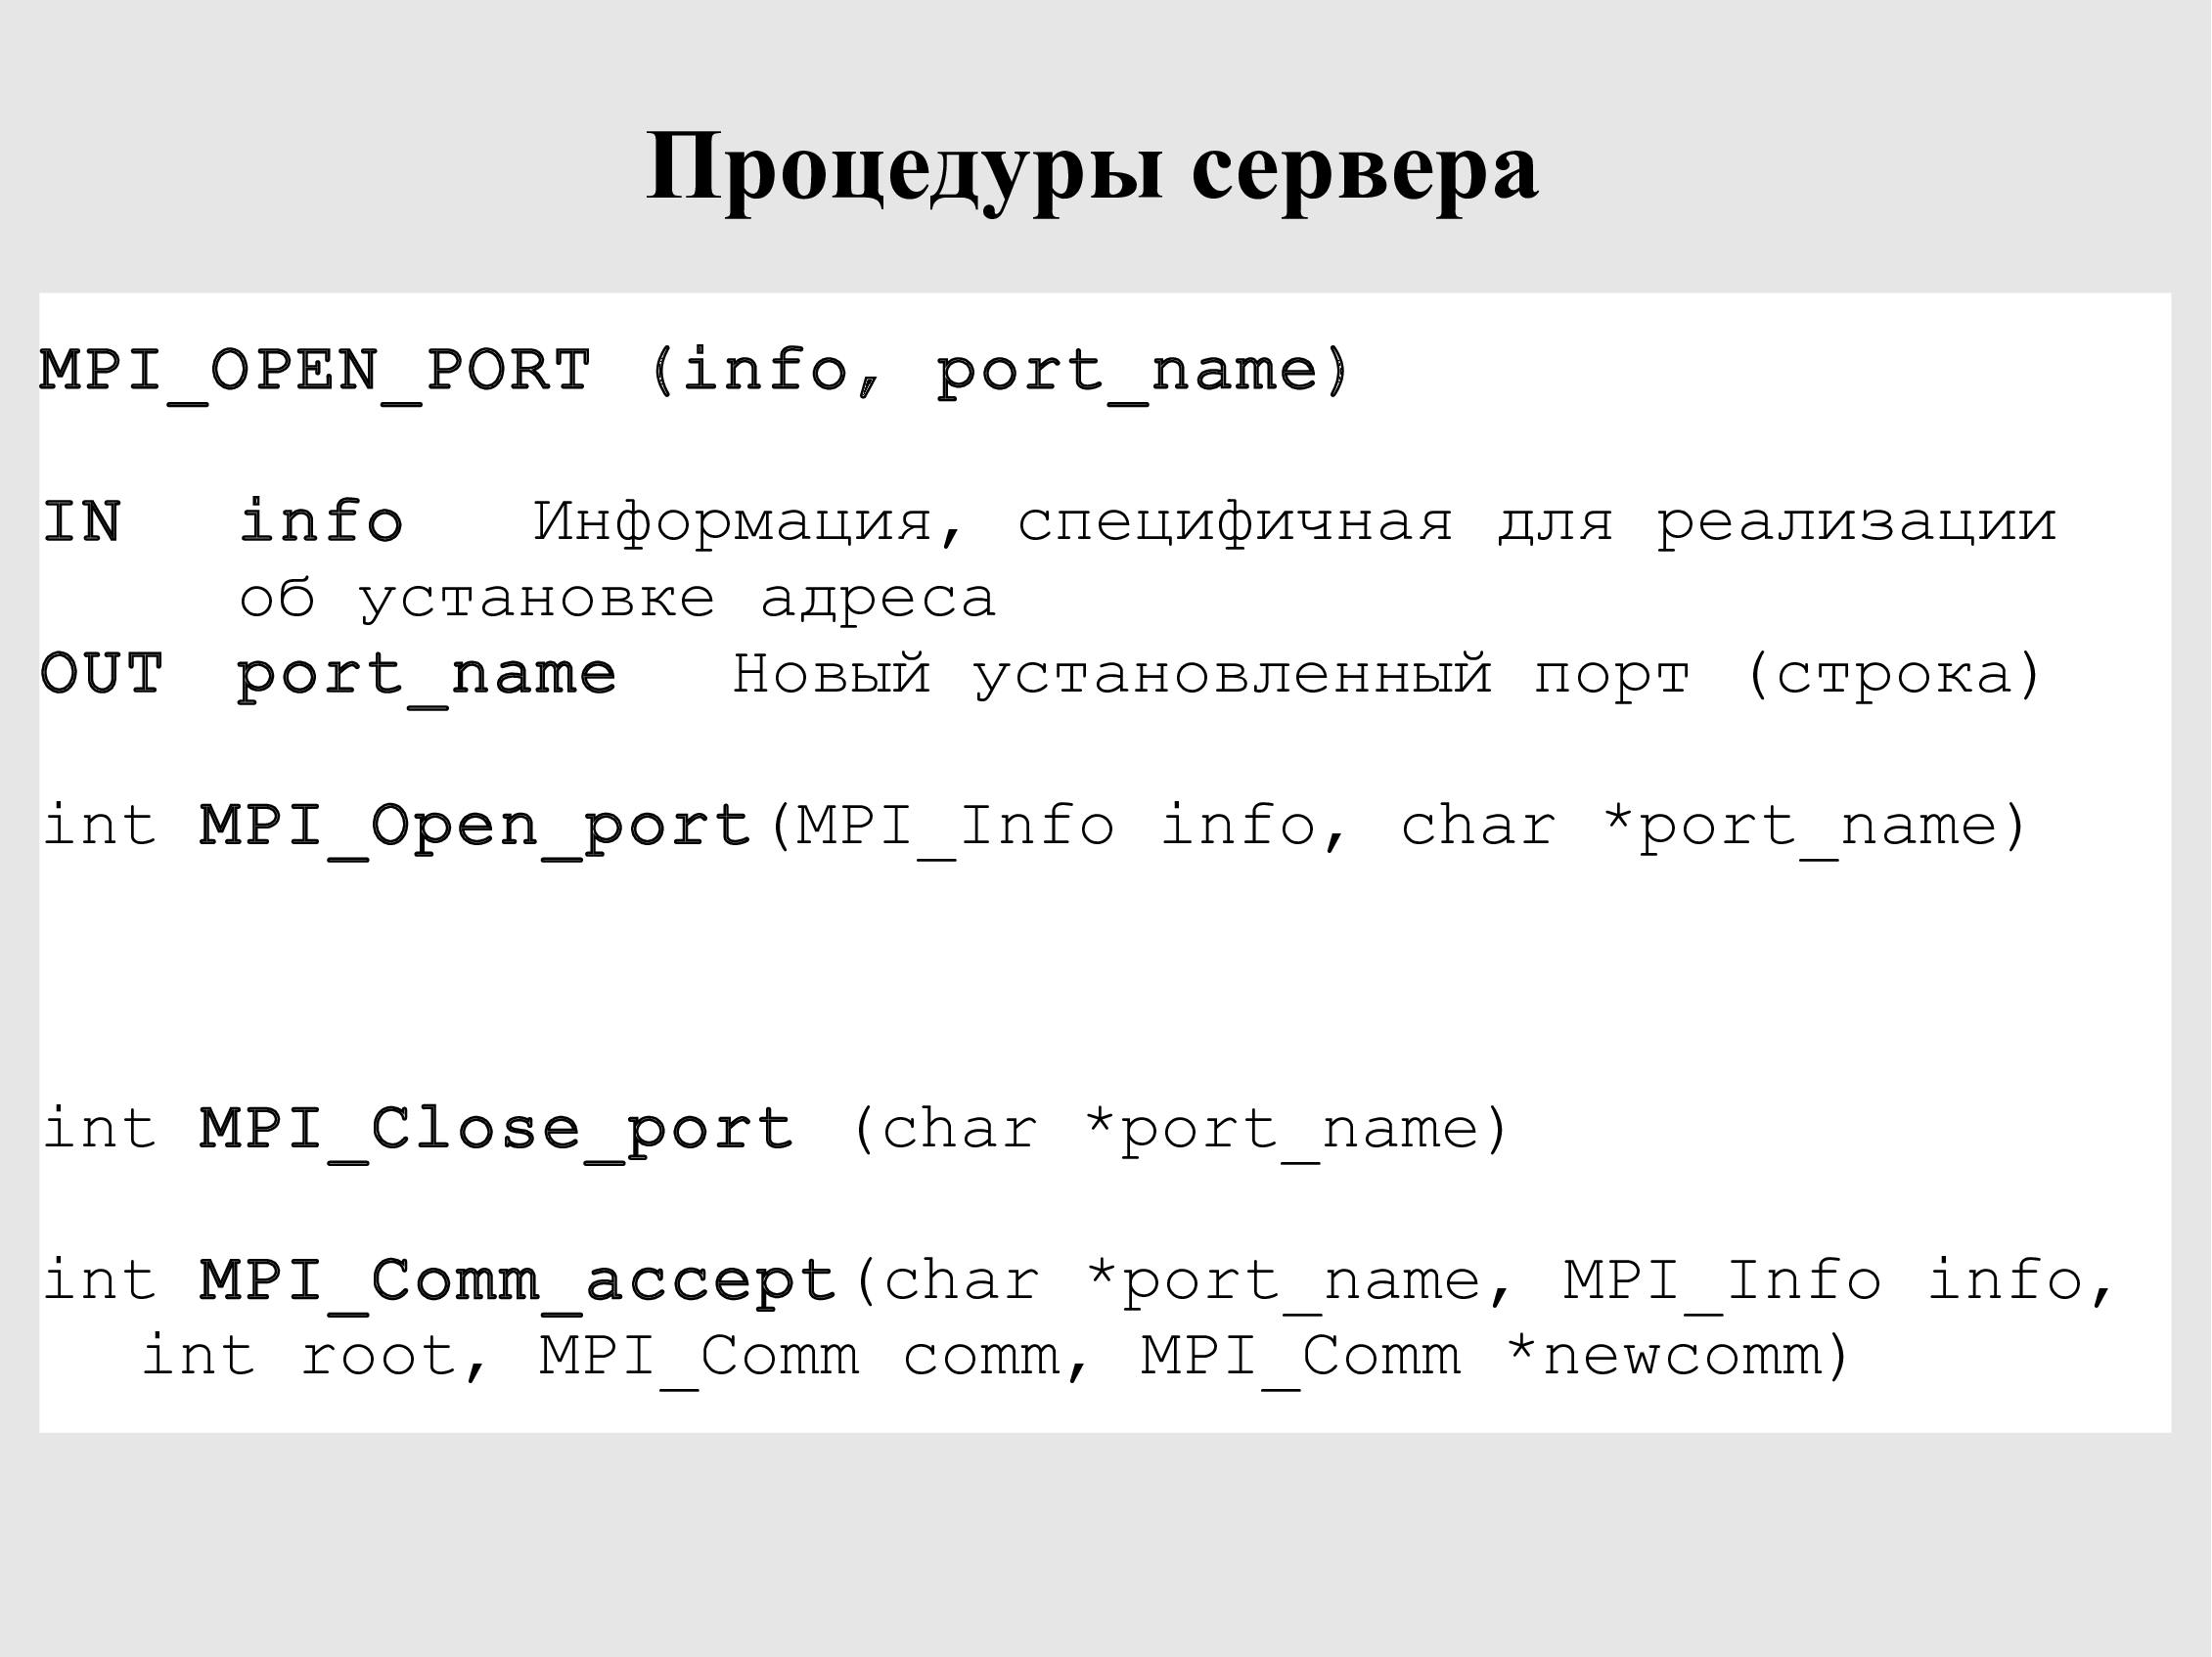 Процедуры сервера
MPI_OPEN_PORT (info, port_name)
IN info Информация, специфичная для реализации
об установке адреса
OUT port_name Новый установленный порт (строка)
int MPI_Open_port(MPI_Info info, char *port_name)
int MPI_Close_port (char *port_name)
int MPI_Comm_accept(char *port_name, MPI_Info info,
int root, MPI_Comm comm, MPI_Comm *newcomm)